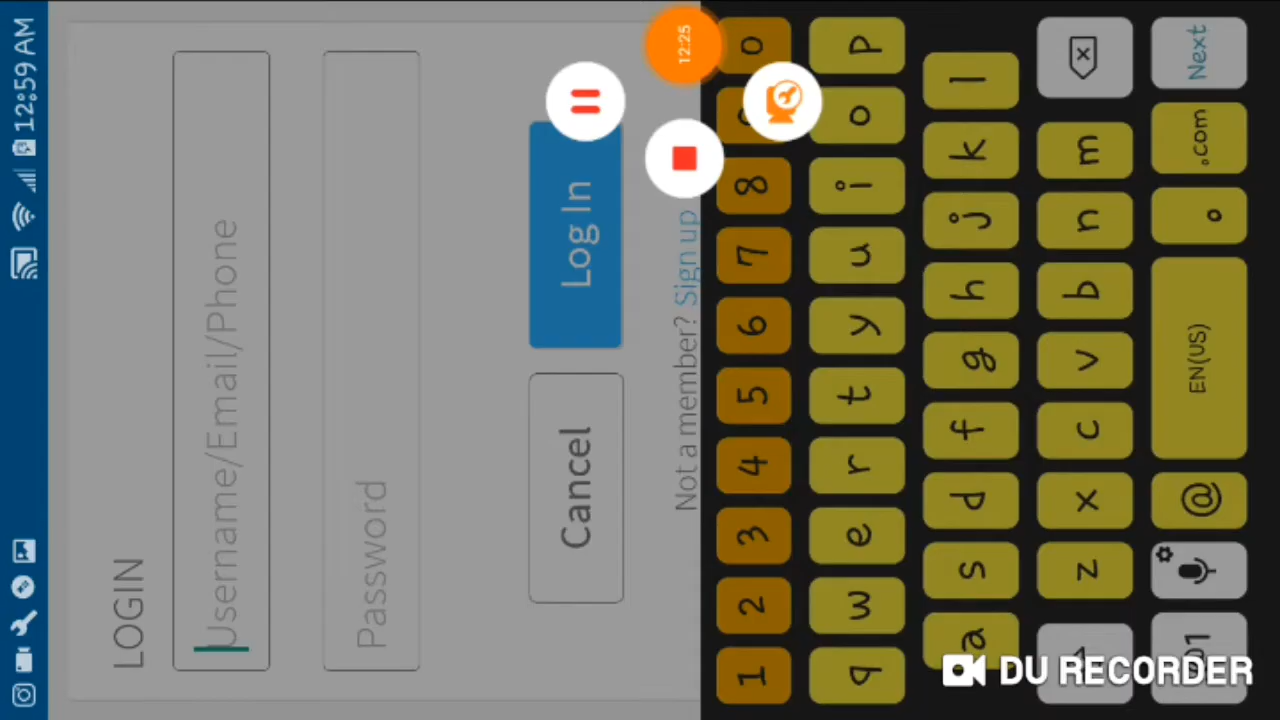 12:59 AM
LOGIN
Username/Email/Phone
Password
Cancel Log In
Not a member? Sign up
12:25
1 2 3 4 5 6 7 8 0
q w e r t y u i o p
a s d f g h j k l
z x c v b n m
@ EN(US) .com Next
DU RECORDER